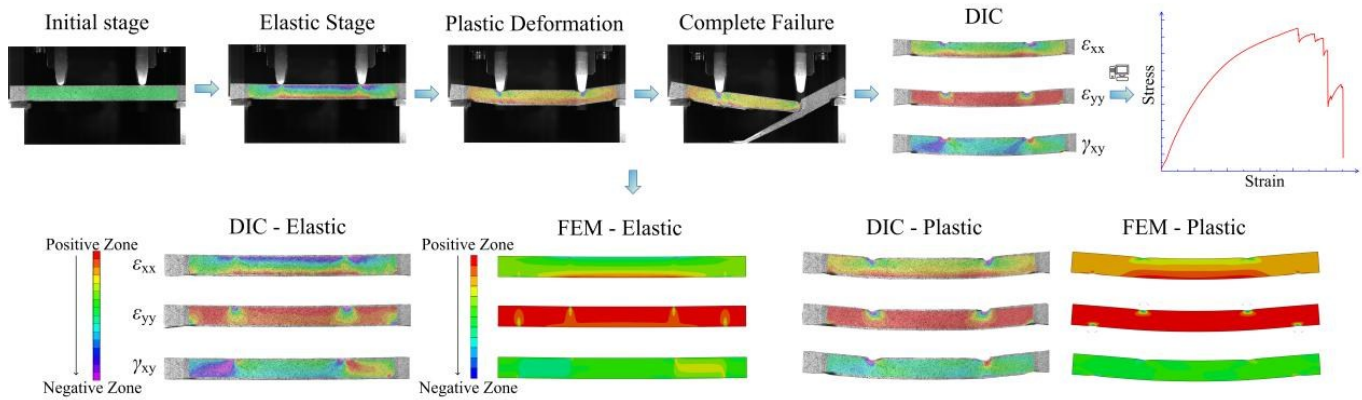 Initial stage
Elastic Stage
Plastic Deformation
Complete Failure
DIC
εxx
εyy
γxy
Stress
Strain
DIC - Elastic
FEM - Elastic
DIC - Plastic
FEM - Plastic
Positive Zone
Negative Zone
εxx
εyy
γxy
Positive Zone
Negative Zone